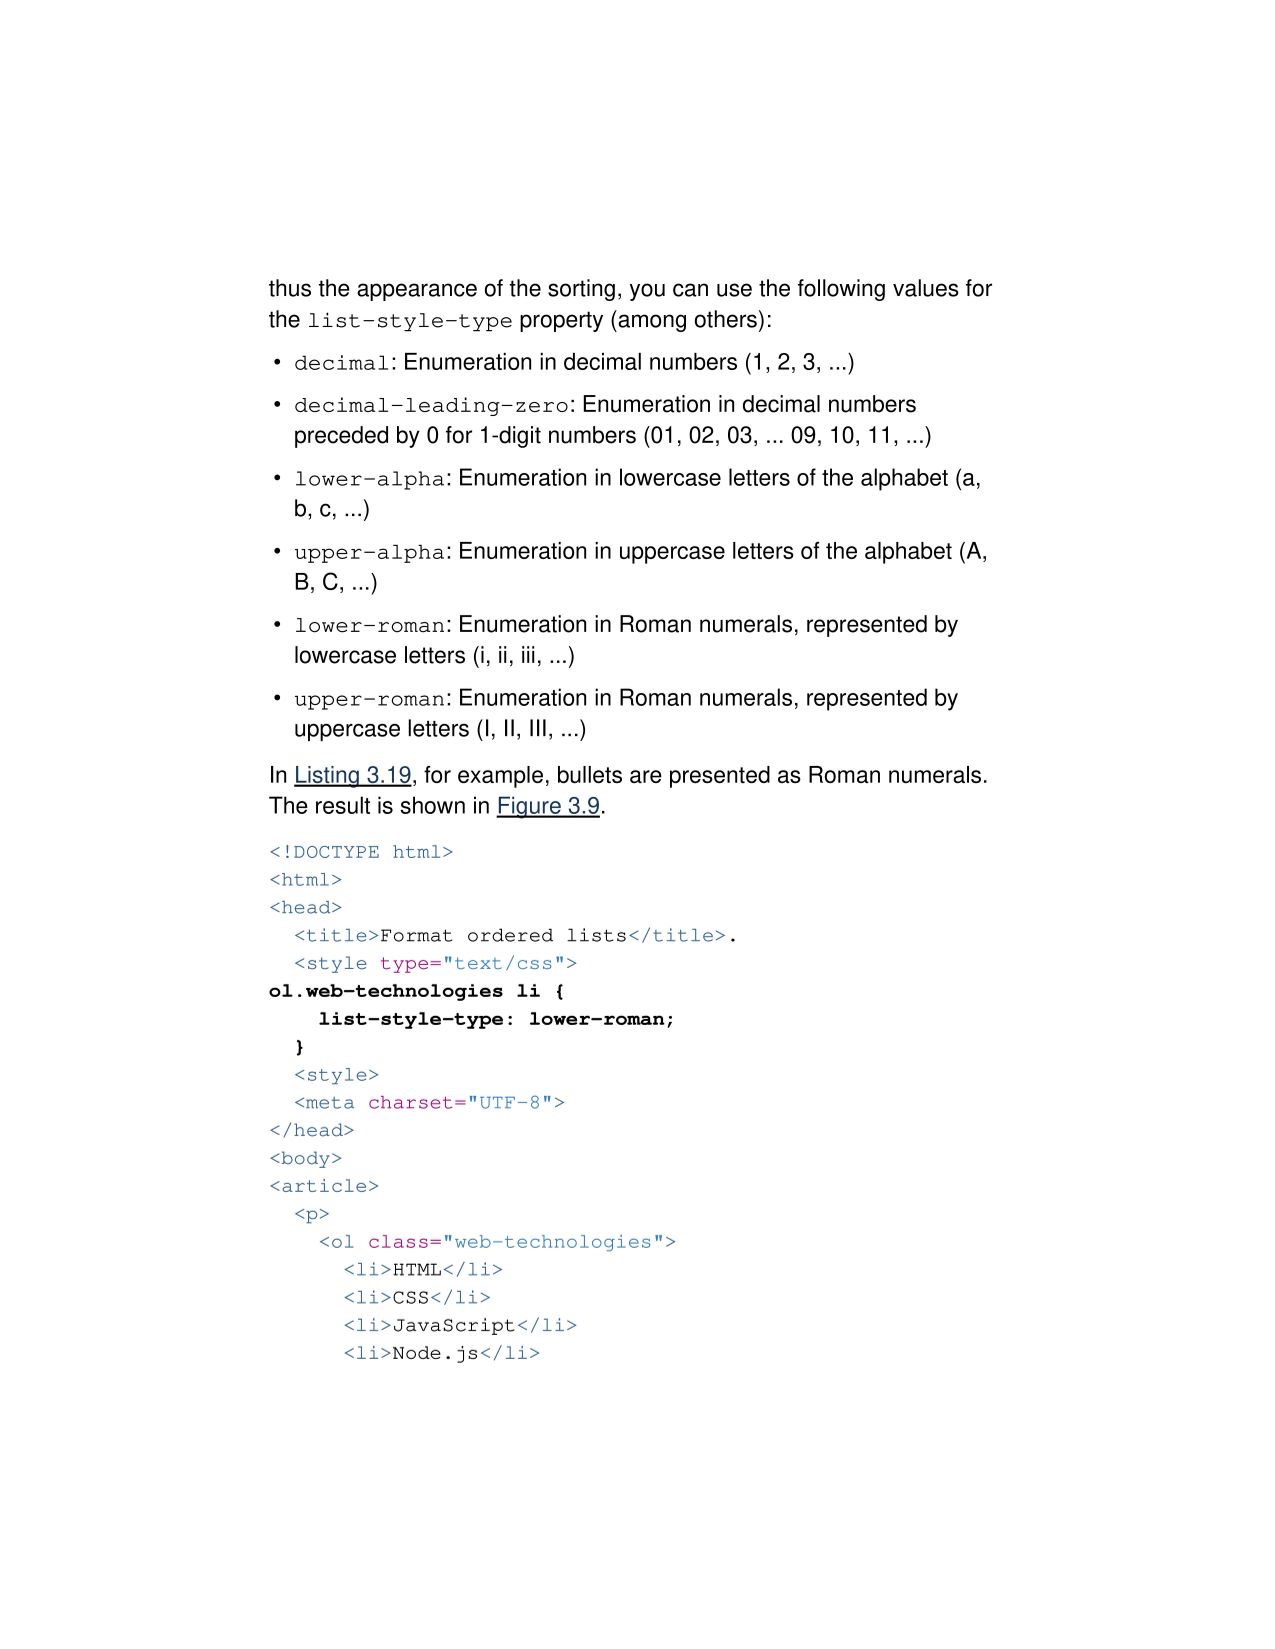 thus the appearance of the sorting, you can use the following values for
the list-style-type property (among others):
• decimal: Enumeration in decimal numbers (1, 2, 3, ...)
• decimal-leading-zero: Enumeration in decimal numbers
preceded by 0 for 1-digit numbers (01, 02, 03, ... 09, 10, 11, ...)
• lower-alpha: Enumeration in lowercase letters of the alphabet (a,
b, c, ...)
• upper-alpha: Enumeration in uppercase letters of the alphabet (A,
B, C, ...)
• lower-roman: Enumeration in Roman numerals, represented by
lowercase letters (i, ii, iii, ...)
• upper-roman: Enumeration in Roman numerals, represented by
uppercase letters (I, II, III, ...)
In Listing 3.19, for example, bullets are presented as Roman numerals.
The result is shown in Figure 3.9.
<!DOCTYPE html>
<html>
<head>
  <title>Format ordered lists</title>.
  <style type="text/css">
ol.web-technologies li {
    list-style-type: lower-roman;
  }
  <style>
  <meta charset="UTF-8">
</head>
<body>
<article>
  <p>
    <ol class="web-technologies">
      <li>HTML</li>
      <li>CSS</li>
      <li>JavaScript</li>
      <li>Node.js</li>